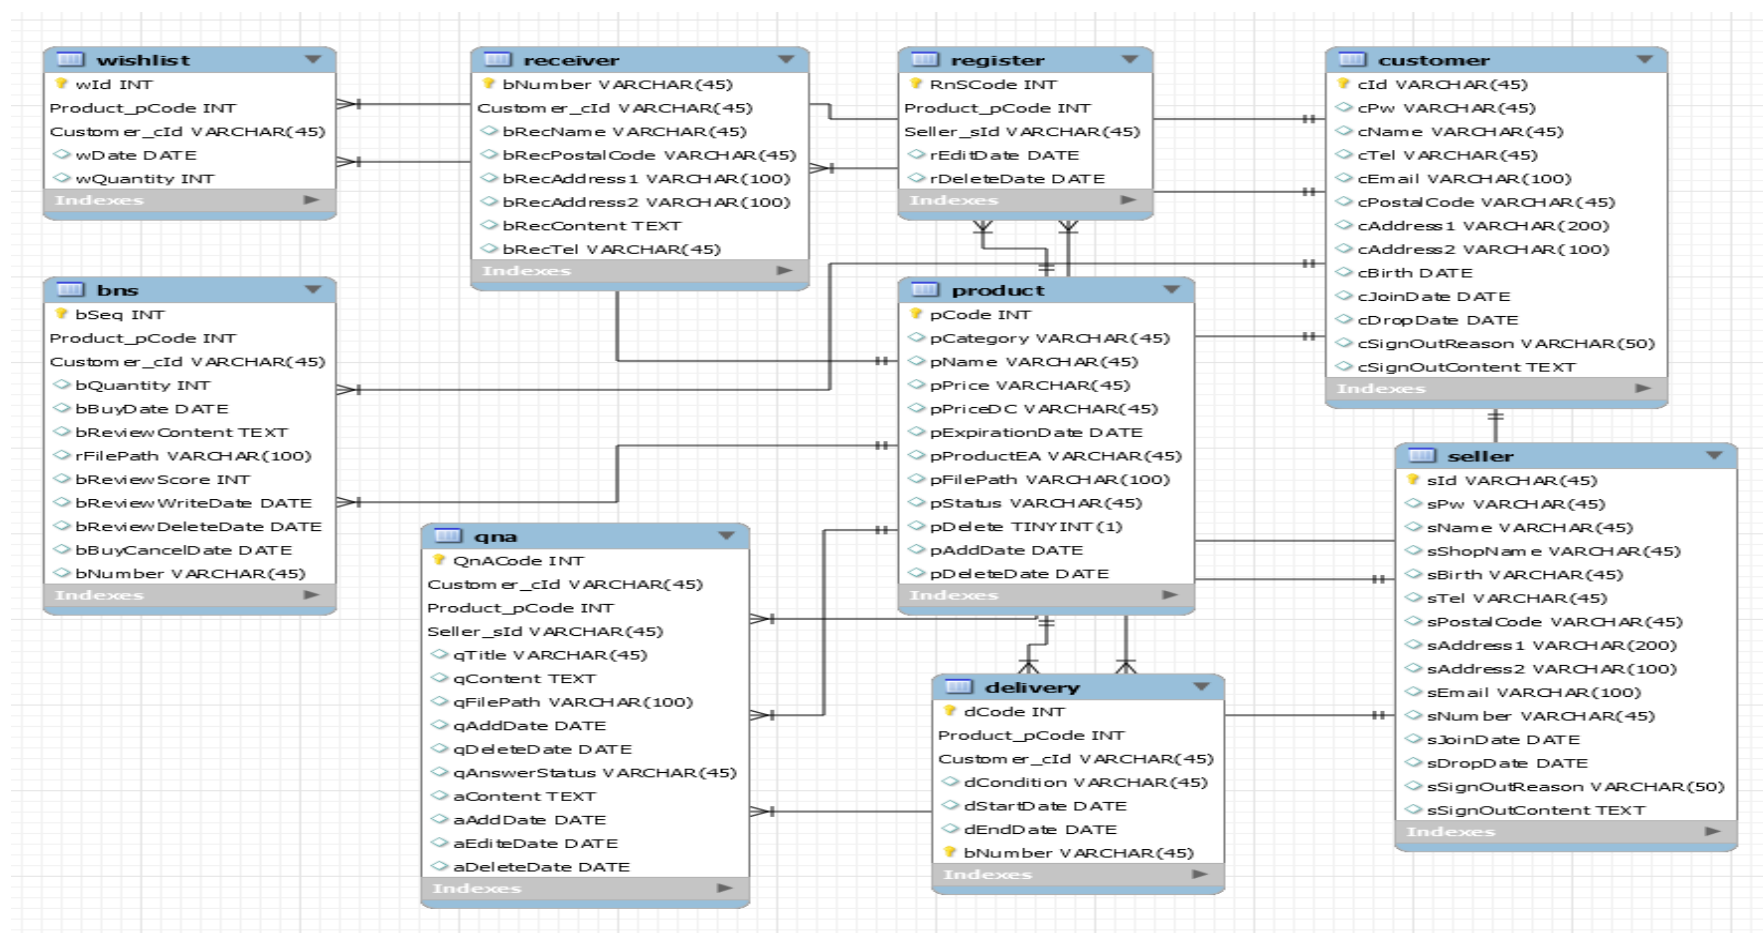 wishlist
wId INT
Product_pCode INT
Customer_cId VARCHAR(45)
wDate DATE
wQuantity INT
Indexes
receiver
bNumber VARCHAR(45)
Customer_cId VARCHAR(45)
bRecName VARCHAR(45)
bRecPostalCode VARCHAR(45)
bRecAddress1 VARCHAR(100)
bRecAddress2 VARCHAR(100)
bRecContent TEXT
bRecTel VARCHAR(45)
Indexes
register
RnSCode INT
Product_pCode INT
Seller_sId VARCHAR(45)
rEditDate DATE
rDeleteDate DATE
Indexes
customer
cId VARCHAR(45)
cPw VARCHAR(45)
cName VARCHAR(45)
cTel VARCHAR(45)
cEmail VARCHAR(100)
cPostalCode VARCHAR(45)
cAddress1 VARCHAR(200)
cAddress2 VARCHAR(100)
cBirth DATE
cJoinDate DATE
cDropDate DATE
cSignOutReason VARCHAR(50)
cSignOutContent TEXT
Indexes
bns
bSeq INT
Product_pCode INT
Customer_cId VARCHAR(45)
bQuantity INT
bBuyDate DATE
bReviewContent TEXT
rFilePath VARCHAR(100)
bReviewScore INT
bReviewWriteDate DATE
bReviewDeleteDate DATE
bBuyCancelDate DATE
bNumber VARCHAR(45)
Indexes
product
pCode INT
pCategory VARCHAR(45)
pName VARCHAR(45)
pPrice VARCHAR(45)
pPriceDC VARCHAR(45)
pExpirationDate DATE
pProductEA VARCHAR(45)
pFilePath VARCHAR(100)
pStatus VARCHAR(45)
pDelete TINYINT(1)
pAddDate DATE
pDeleteDate DATE
Indexes
seller
sId VARCHAR(45)
sPw VARCHAR(45)
sName VARCHAR(45)
sShopName VARCHAR(45)
sBirth VARCHAR(45)
sTel VARCHAR(45)
sPostalCode VARCHAR(45)
sAddress1 VARCHAR(200)
sAddress2 VARCHAR(100)
sEmail VARCHAR(100)
sNumber VARCHAR(45)
sJoinDate DATE
sDropDate DATE
sSignOutReason VARCHAR(50)
sSignOutContent TEXT
Indexes
qna
QnACode INT
Customer_cId VARCHAR(45)
Product_pCode INT
Seller_sId VARCHAR(45)
qTitle VARCHAR(45)
qContent TEXT
qFilePath VARCHAR(100)
qAddDate DATE
qDeleteDate DATE
qAnswerStatus VARCHAR(45)
aContent TEXT
aAddDate DATE
aEditeDate DATE
aDeleteDate DATE
Indexes
delivery
dCode INT
Product_pCode INT
Customer_cId VARCHAR(45)
dCondition VARCHAR(45)
dStartDate DATE
dEndDate DATE
bNumber VARCHAR(45)
Indexes